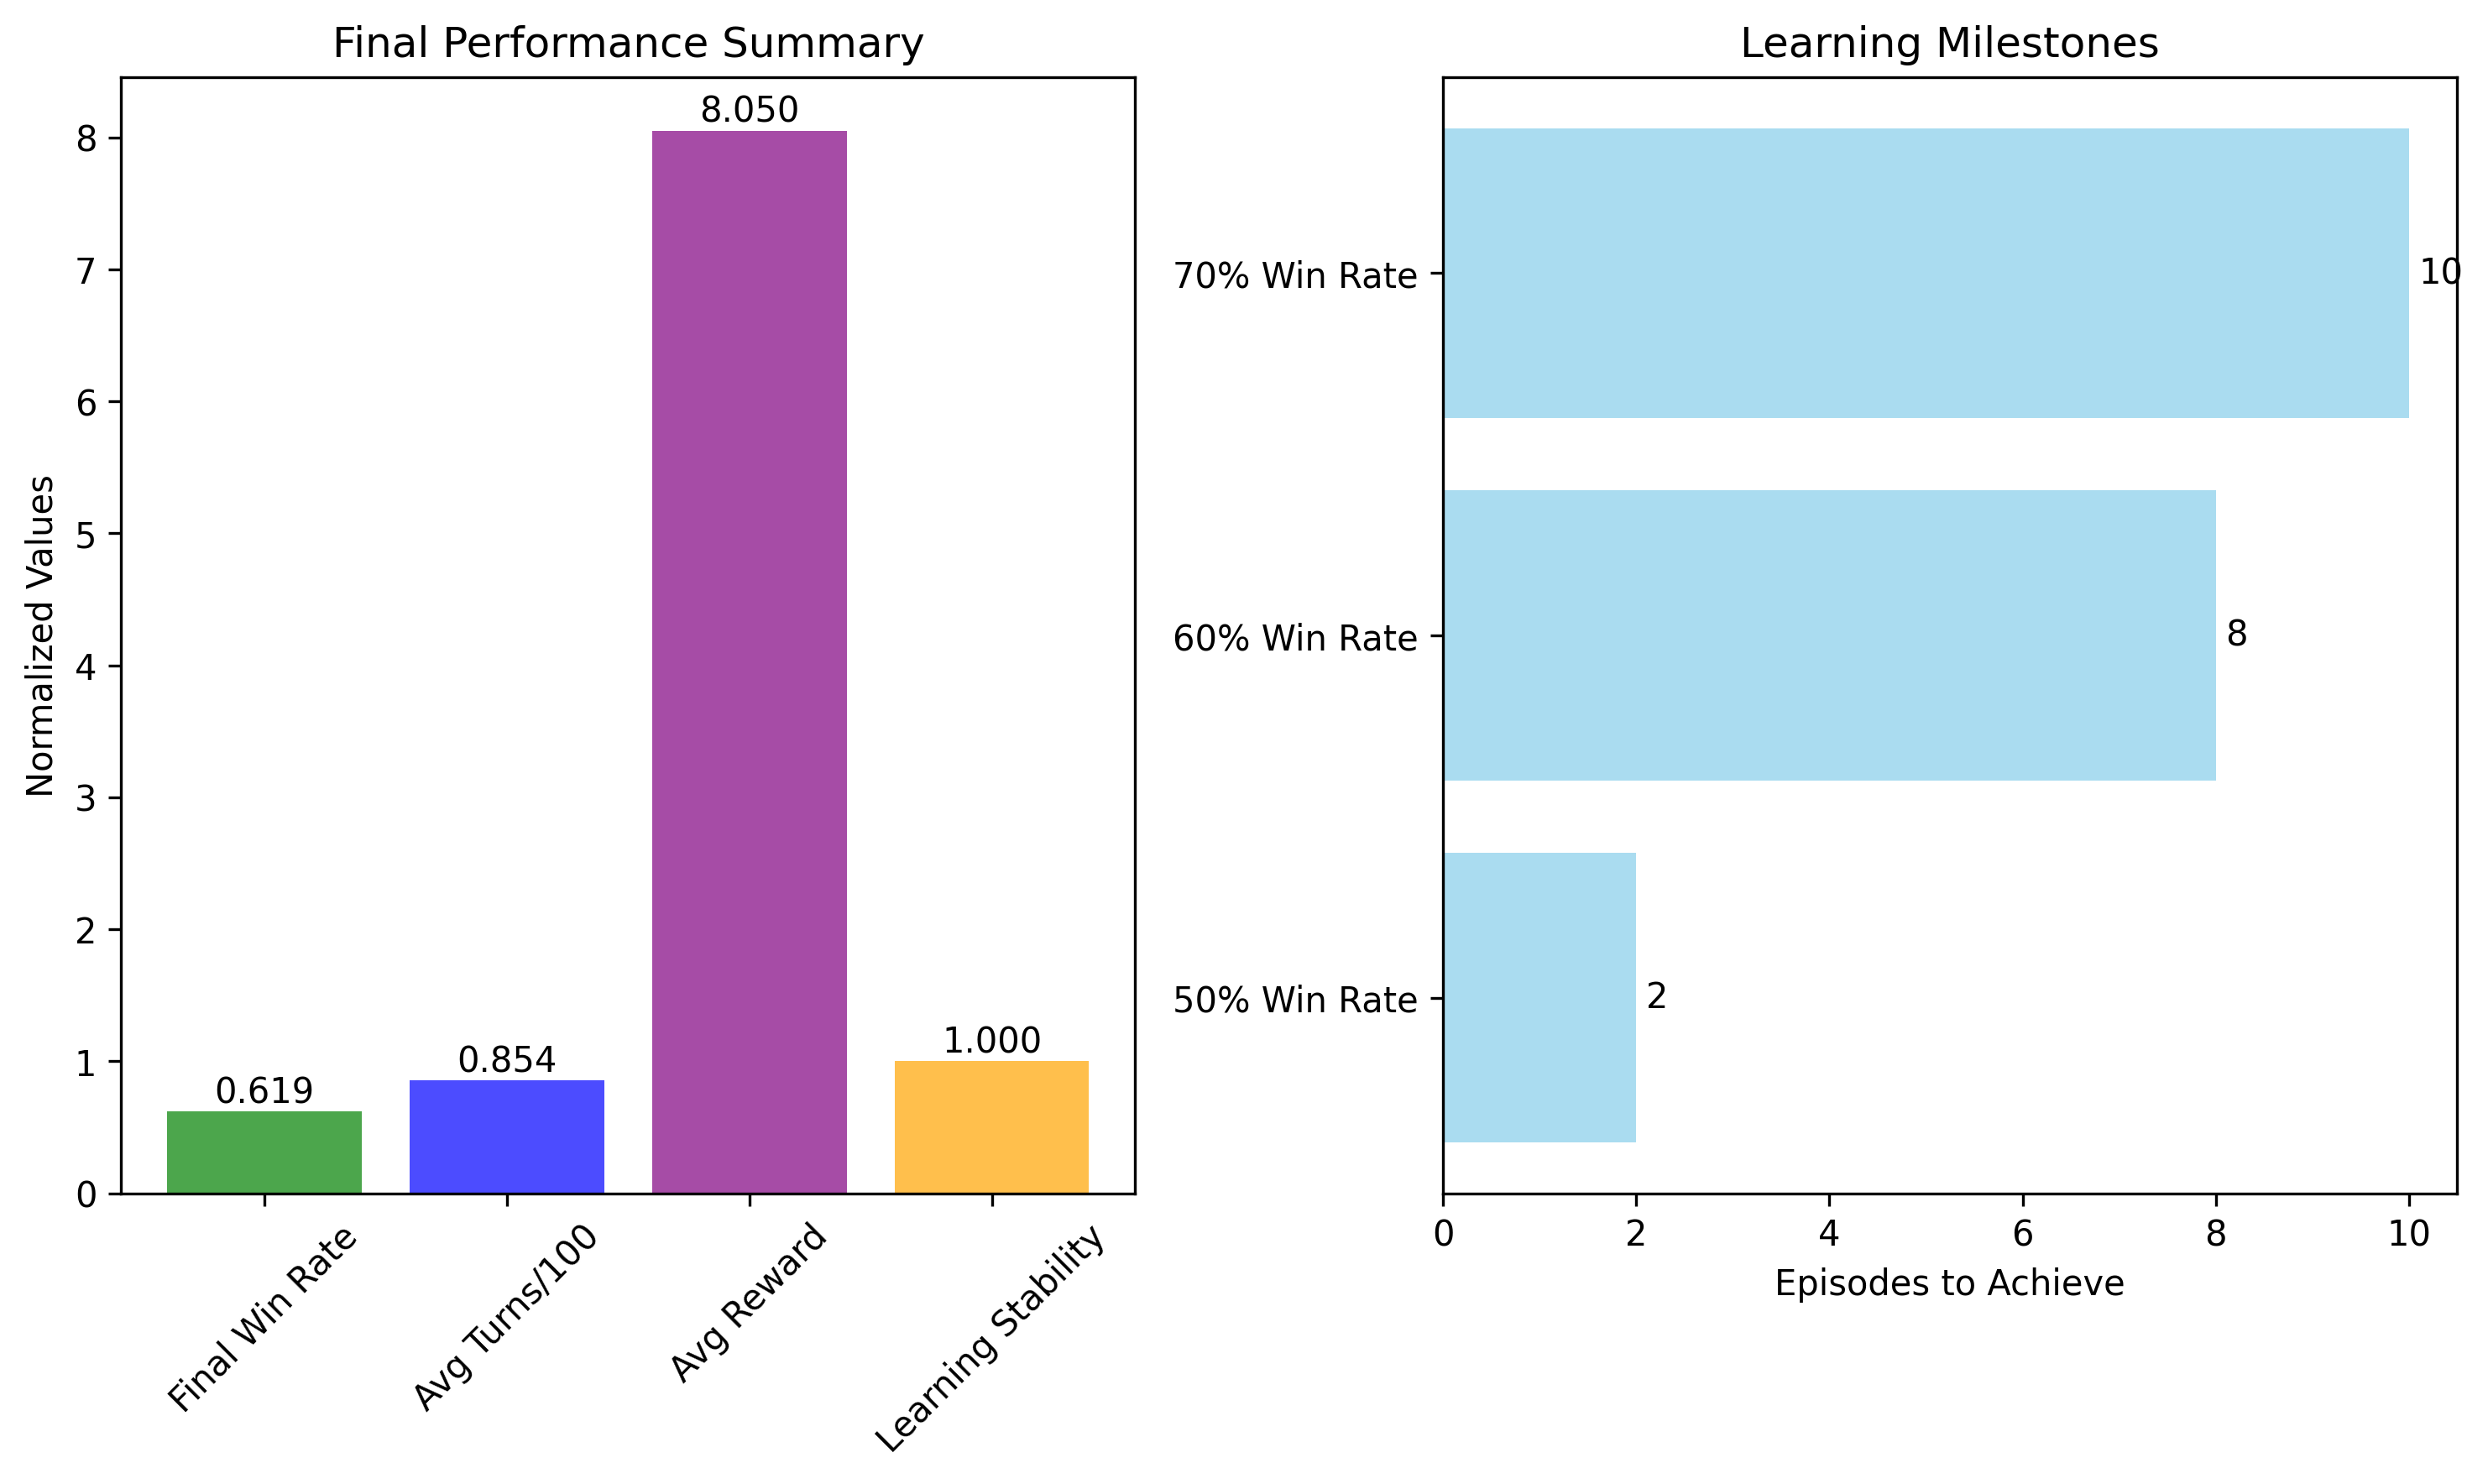 Final Performance Summary
Normalized Values
8
7
6
5
4
3
2
1
0
0.619
0.854
8.050
1.000
Final Win Rate
Avg Turns/100
Avg Reward
Learning Stability
Learning Milestones
70% Win Rate
60% Win Rate
50% Win Rate
10
8
2
0 2 4 6 8 10
Episodes to Achieve